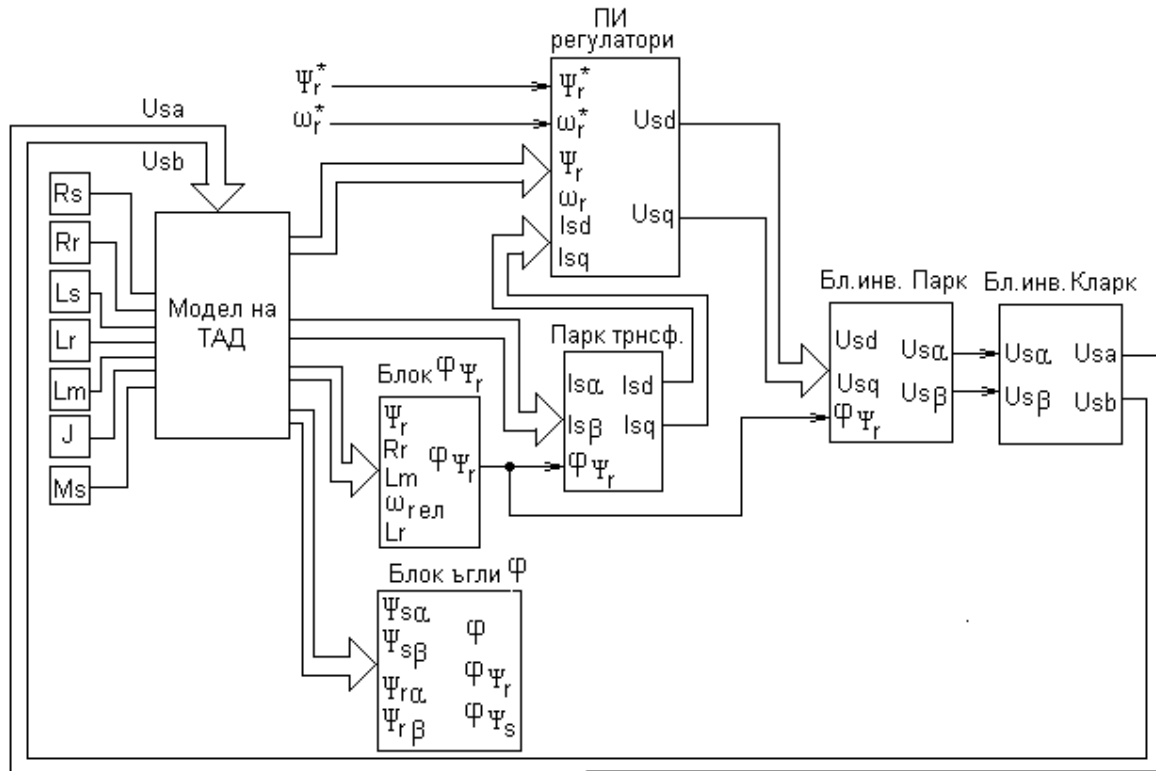 ПИ
регулатори
Ψr*
ωr*
Ψr*
ωr*
Ψr
ωr
Isd
Isq
Usd
Usq
Usa
Usb
Rs
Rr
Ls
Lr
Lm
J
Ms
Модел на
ТАД
Блок φΨr
Ψr
Rr
Lm
ωrел
Lr
φΨr
Парк трнсф.
Isα
Isβ
φΨr
Isd
Isq
Бл.инв. Парк
Usd
Usq
φΨr
Usα
Usβ
Бл.инв. Кларк
Usα
Usβ
Usa
Usb
Блок ъгли φ
Ψsα
Ψsβ
Ψrα
Ψrβ
φ
φΨr
φΨs